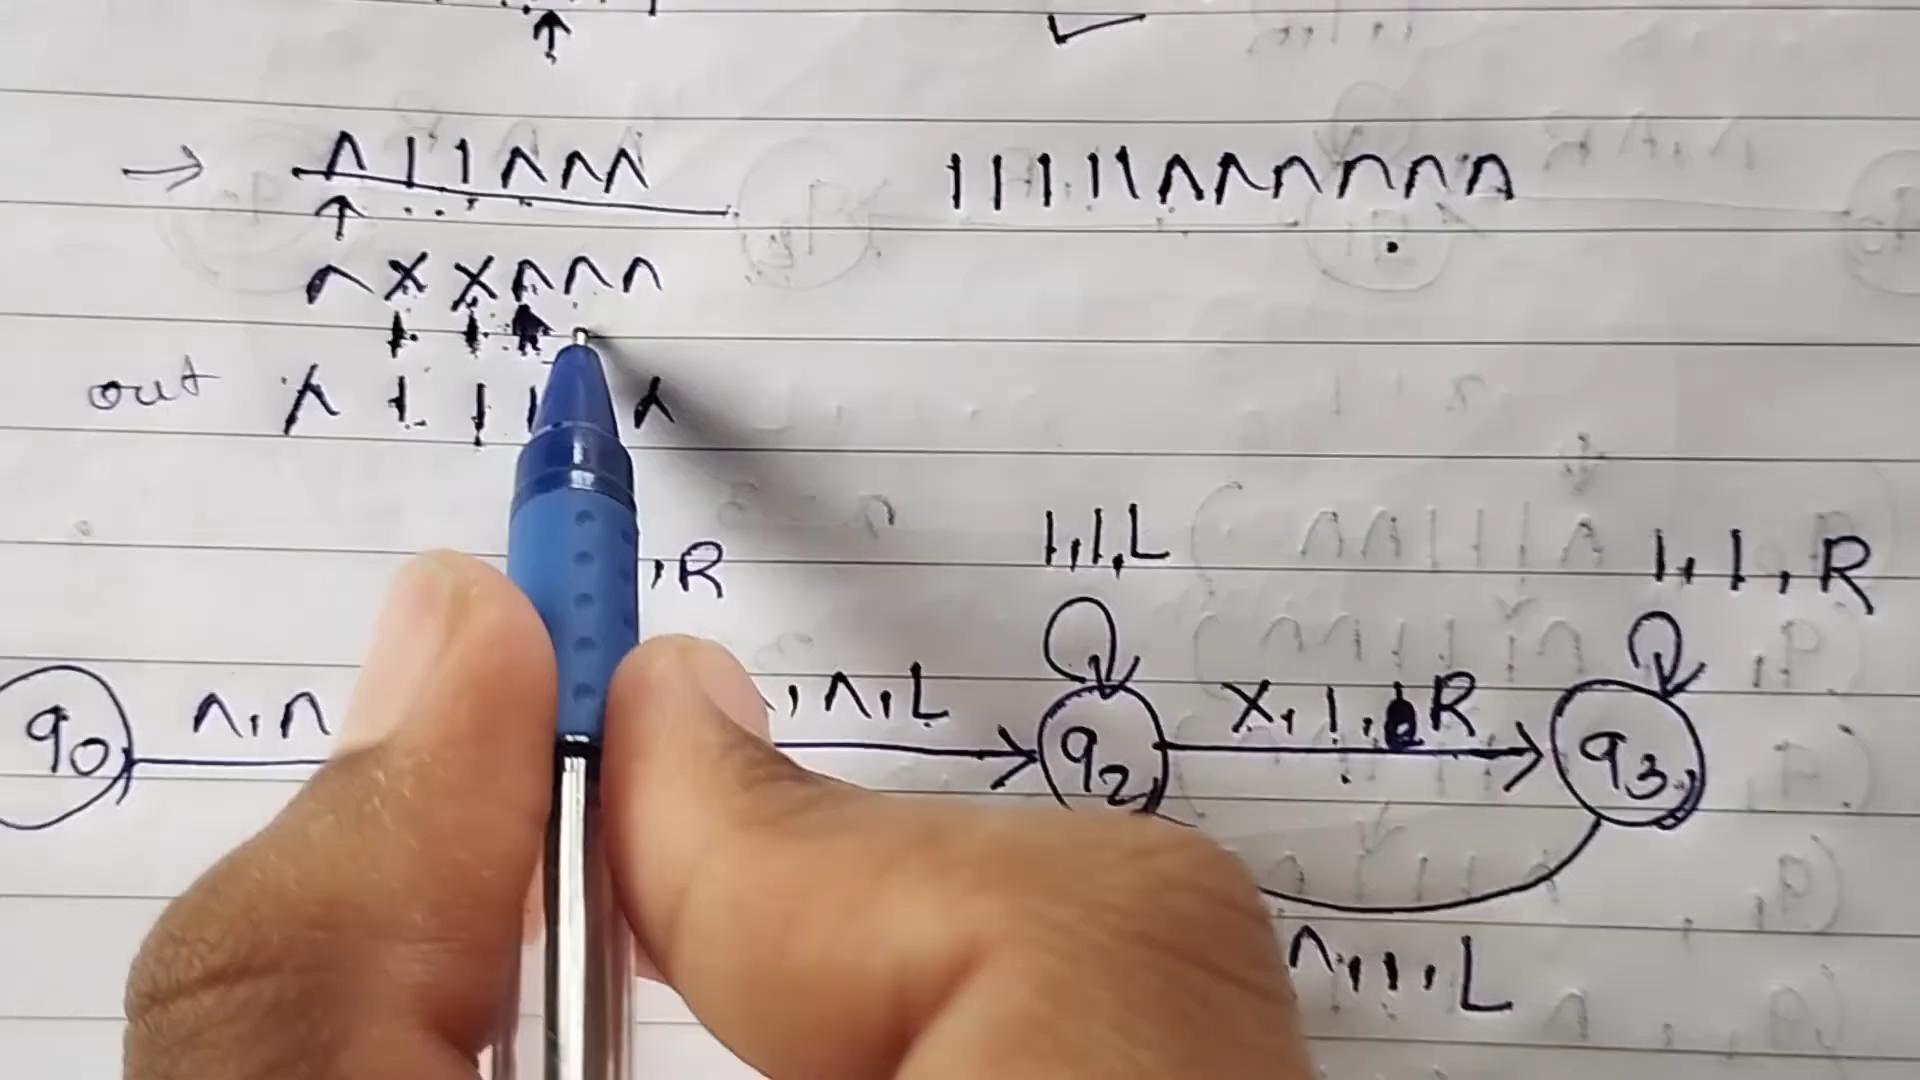 → ∧ 1 1 ∧ ∧ ∧ 1 1 1 1 1 ∧ ∧ ∧ ∧ ∧ ∧
∧ X X ∧ ∧ ∧
out ∧ 1 1 1 ∧
, R
1, 1, L 1, 1, R
q0 ∧, ∧ , ∧, L q2 X, 1, R q3
∧, 1, L